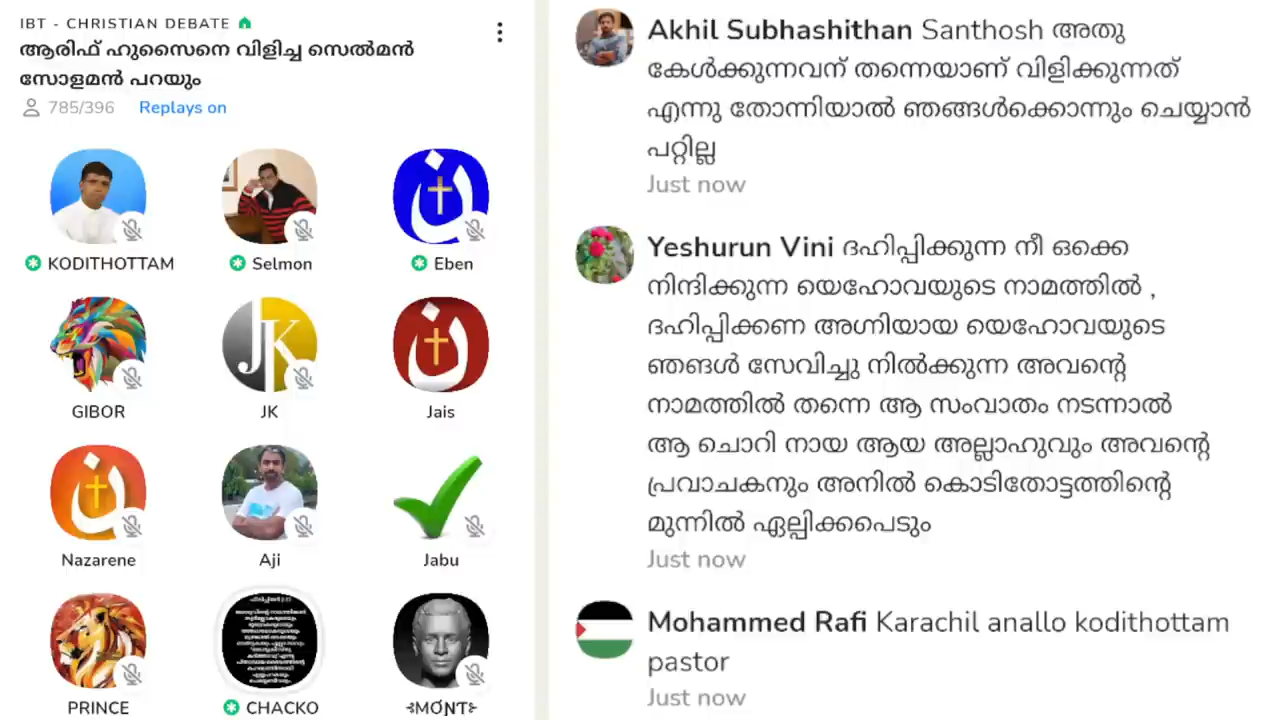 IBT - CHRISTIAN DEBATE
ആരിഫ് ഹുസൈനെ വിളിച്ച സെൽമൻ
സോളമൻ പറയും
785/396 Replays on
KODITHOTTAM Selmon Eben
GIBOR JK Jais
Nazarene Aji Jabu
PRINCE CHACKO ⊰MƠƝƬ⊱
Akhil Subhashithan Santhosh അതു
കേൾക്കുന്നവന് തന്നെയാണ് വിളിക്കുന്നത്
എന്നു തോന്നിയാൽ ഞങ്ങൾക്കൊന്നും ചെയ്യാൻ
പറ്റില്ല
Just now
Yeshurun Vini ദഹിപ്പിക്കുന്ന നീ ഒക്കെ
നിന്ദിക്കുന്ന യെഹോവയുടെ നാമത്തിൽ ,
ദഹിപ്പിക്കണ അഗ്നിയായ യെഹോവയുടെ
ഞങൾ സേവിച്ചു നിൽക്കുന്ന അവന്റെ
നാമത്തിൽ തന്നെ ആ സംവാതം നടന്നാൽ
ആ ചൊറി നായ ആയ അല്ലാഹുവും അവന്റെ
പ്രവാചകനും അനിൽ കൊടിതോട്ടത്തിന്റെ
മുന്നിൽ ഏല്പിക്കപെടും
Just now
Mohammed Rafi Karachil anallo kodithottam
pastor
Just now